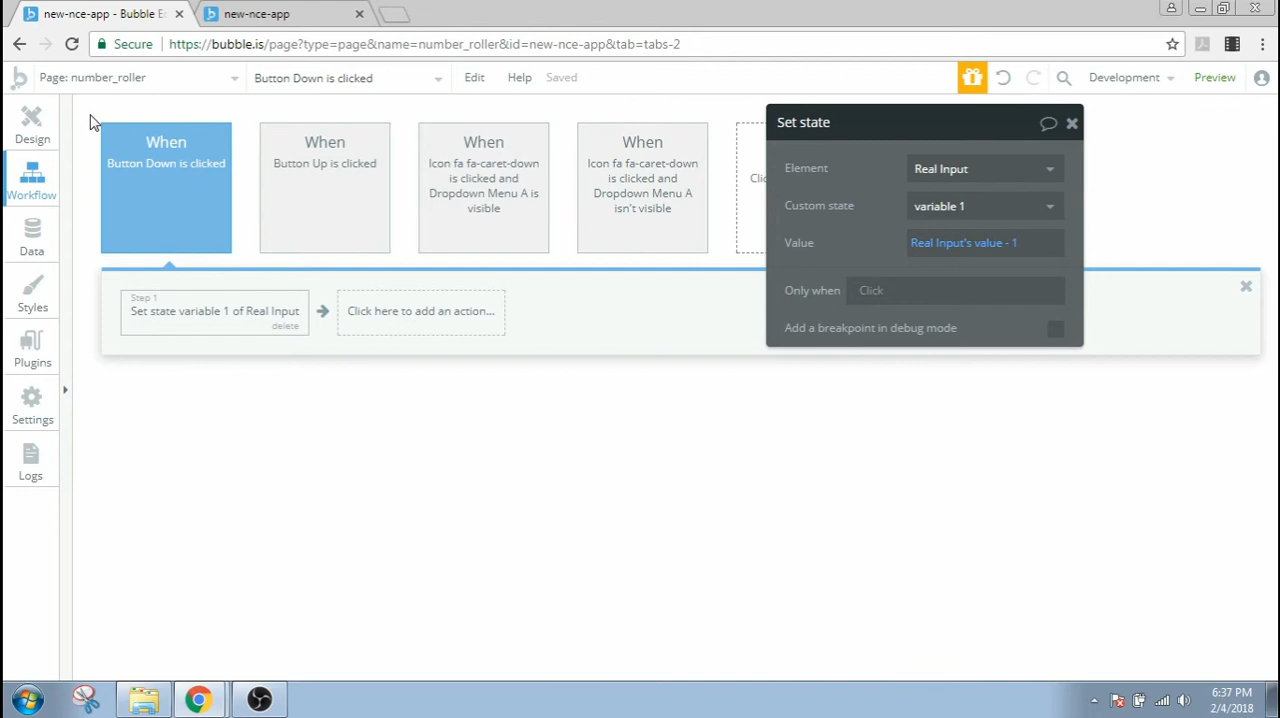 new-nce-app - Bubble E
new-nce-app
Secure
https://bubble.is/page?type=page&name=number_roller&id=new-nce-app&tab=tabs-2
Page: number_roller
Button Down is clicked
Edit
Help
Saved
Development
Preview
Design
Workflow
Data
Styles
Plugins
Settings
Logs
When
Button Down is clicked
When
Button Up is clicked
When
Icon fa fa-caret-down
is clicked and
Dropdown Menu A is
visible
When
Icon fa fa-caret-down
is clicked and
Dropdown Menu A
isn't visible
Clic
Set state
Element
Real Input
Custom state
variable 1
Value
Real Input's value - 1
Only when
Click
Add a breakpoint in debug mode
Step 1
Set state variable 1 of Real Input
delete
Click here to add an action...
6:37 PM
2/4/2018